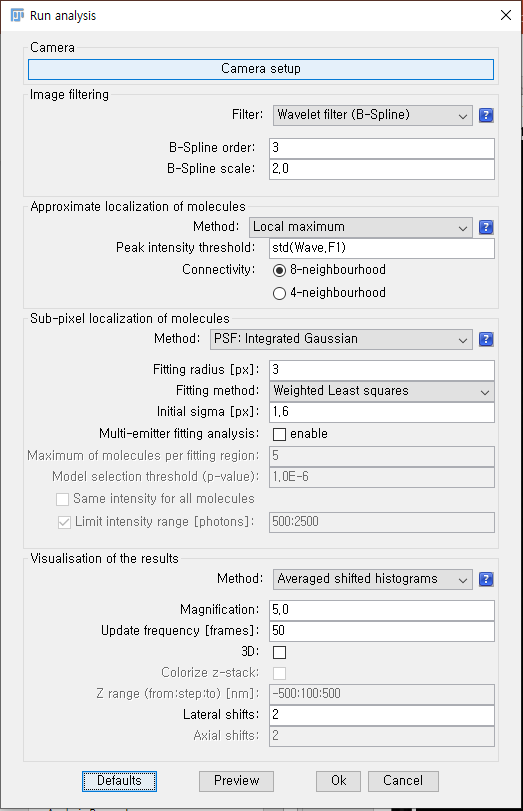 Run analysis
Camera
Camera setup
Image filtering
Filter: Wavelet filter (B-Spline)
B-Spline order: 3
B-Spline scale: 2.0
Approximate localization of molecules
Method: Local maximum
Peak intensity threshold: std(Wave.F1)
Connectivity: 8-neighbourhood
4-neighbourhood
Sub-pixel localization of molecules
Method: PSF: Integrated Gaussian
Fitting radius [px]: 3
Fitting method: Weighted Least squares
Initial sigma [px]: 1.6
Multi-emitter fitting analysis: enable
Maximum of molecules per fitting region: 5
Model selection threshold (p-value): 1.0E-6
Same intensity for all molecules
Limit intensity range [photons]: 500:2500
Visualisation of the results
Method: Averaged shifted histograms
Magnification: 5.0
Update frequency [frames]: 50
3D:
Colorize z-stack:
Z range (from:step:to) [nm]: -500:100:500
Lateral shifts: 2
Axial shifts: 2
Defaults Preview Ok Cancel